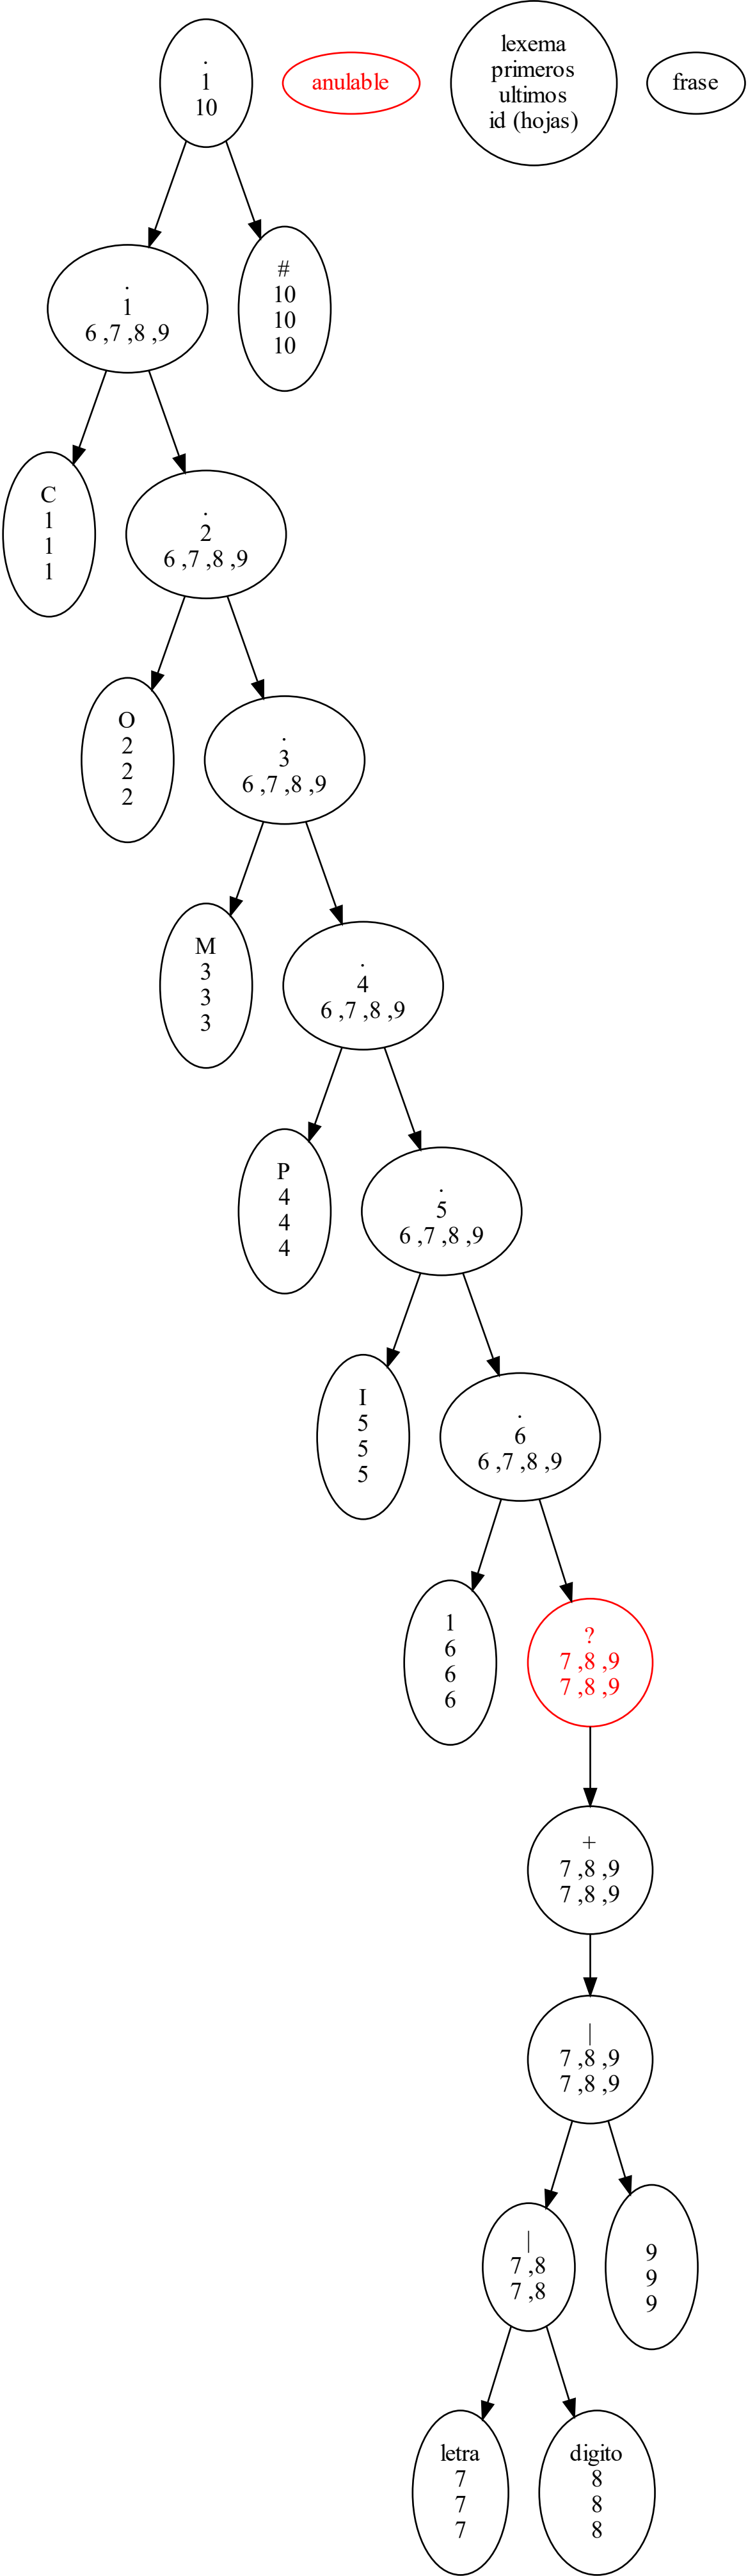 .
1
10
anulable
lexema
primeros
ultimos
id (hojas)
frase
.
1
6 ,7 ,8 ,9
#
10
10
10
C
1
1
1
.
2
6 ,7 ,8 ,9
O
2
2
2
.
3
6 ,7 ,8 ,9
M
3
3
3
.
4
6 ,7 ,8 ,9
P
4
4
4
.
5
6 ,7 ,8 ,9
I
5
5
5
.
6
6 ,7 ,8 ,9
1
6
6
6
?
7 ,8 ,9
7 ,8 ,9
+
7 ,8 ,9
7 ,8 ,9
|
7 ,8 ,9
7 ,8 ,9
|
7 ,8
7 ,8
9
9
9
letra
7
7
7
digito
8
8
8